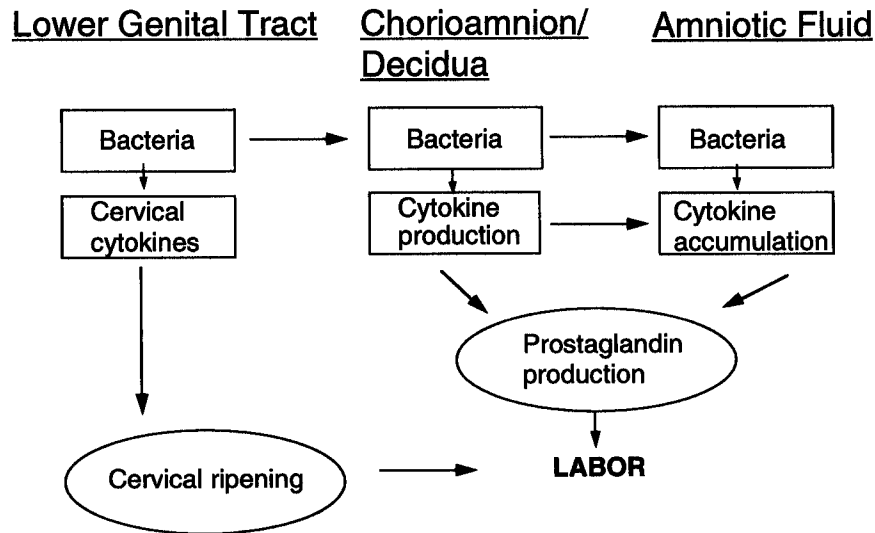 Lower Genital Tract
Chorioamnion/
Decidua
Amniotic Fluid
Bacteria
Bacteria
Bacteria
Cervical
cytokines
Cytokine
production
Cytokine
accumulation
Prostaglandin
production
Cervical ripening
LABOR